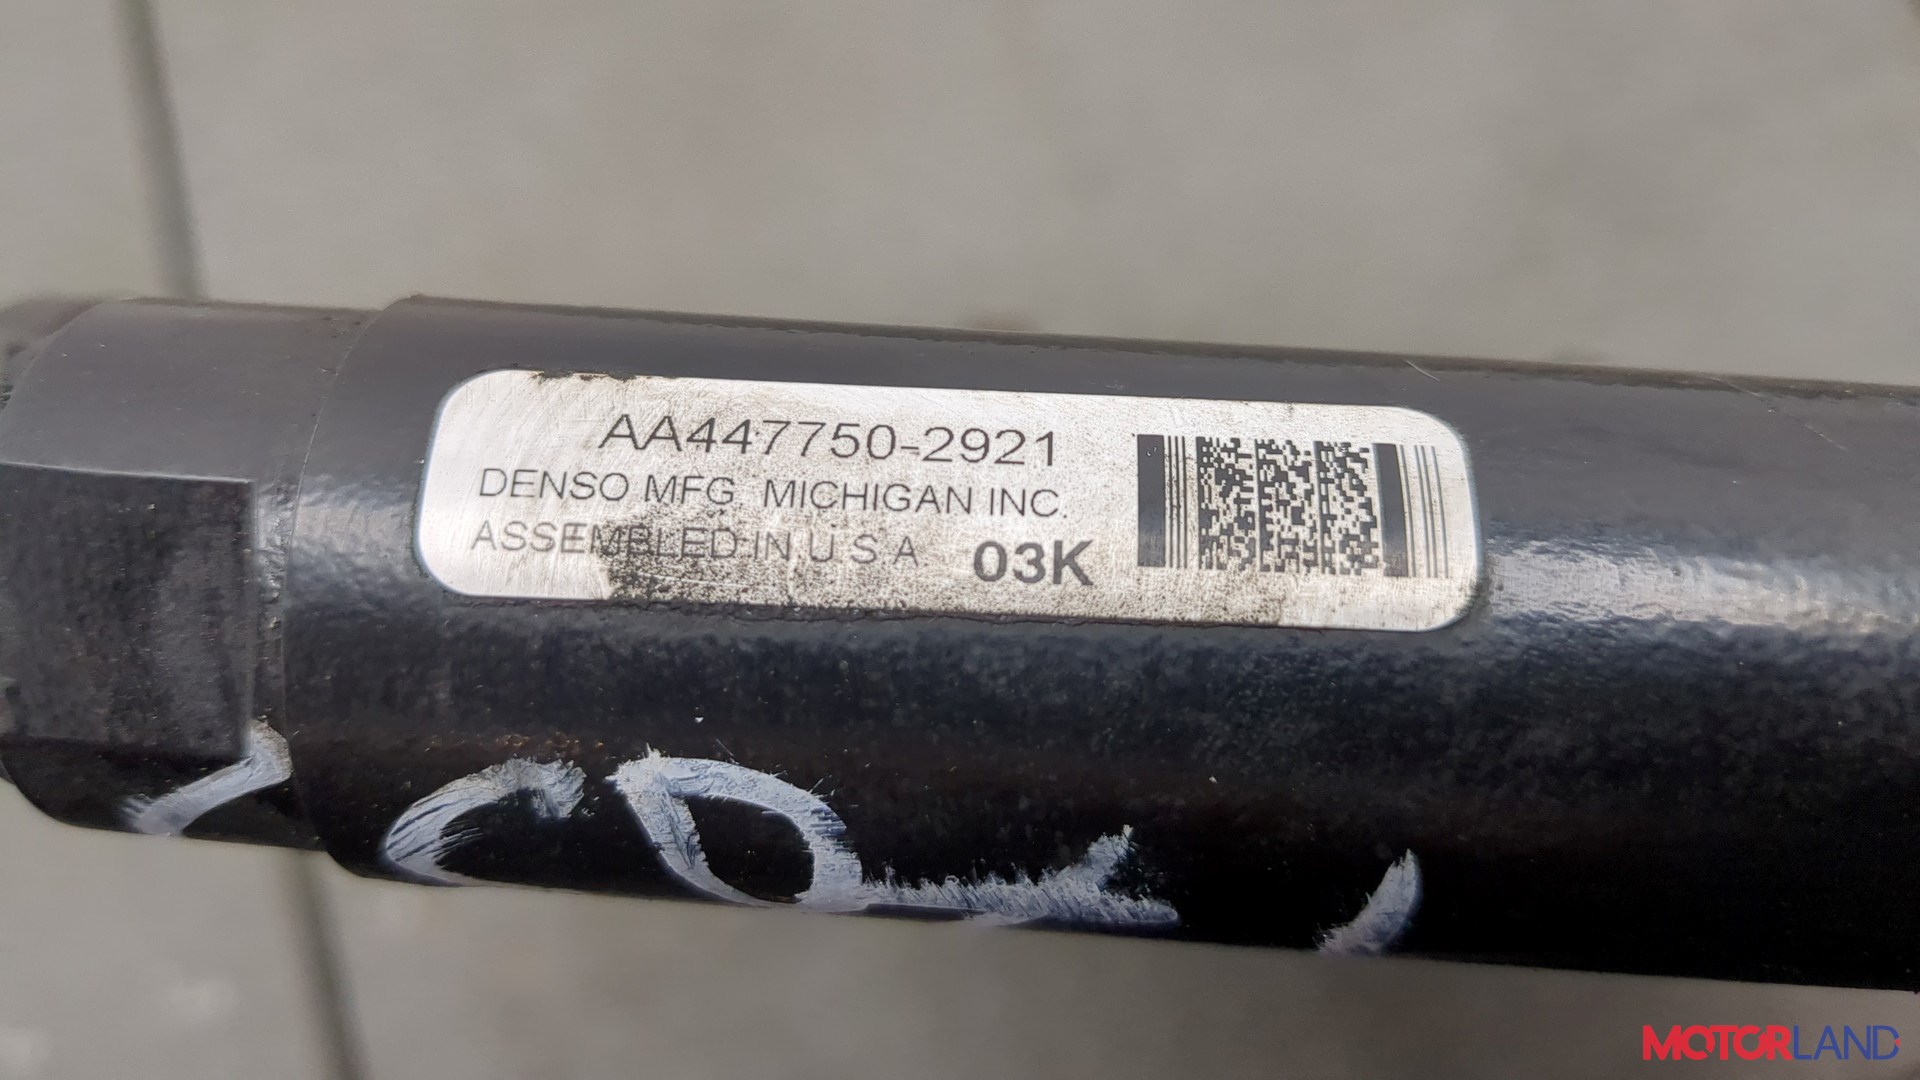 AA447750-2921
DENSO MFG MICHIGAN INC.
ASSEMBLED IN U S A 03K
MOTORLAND